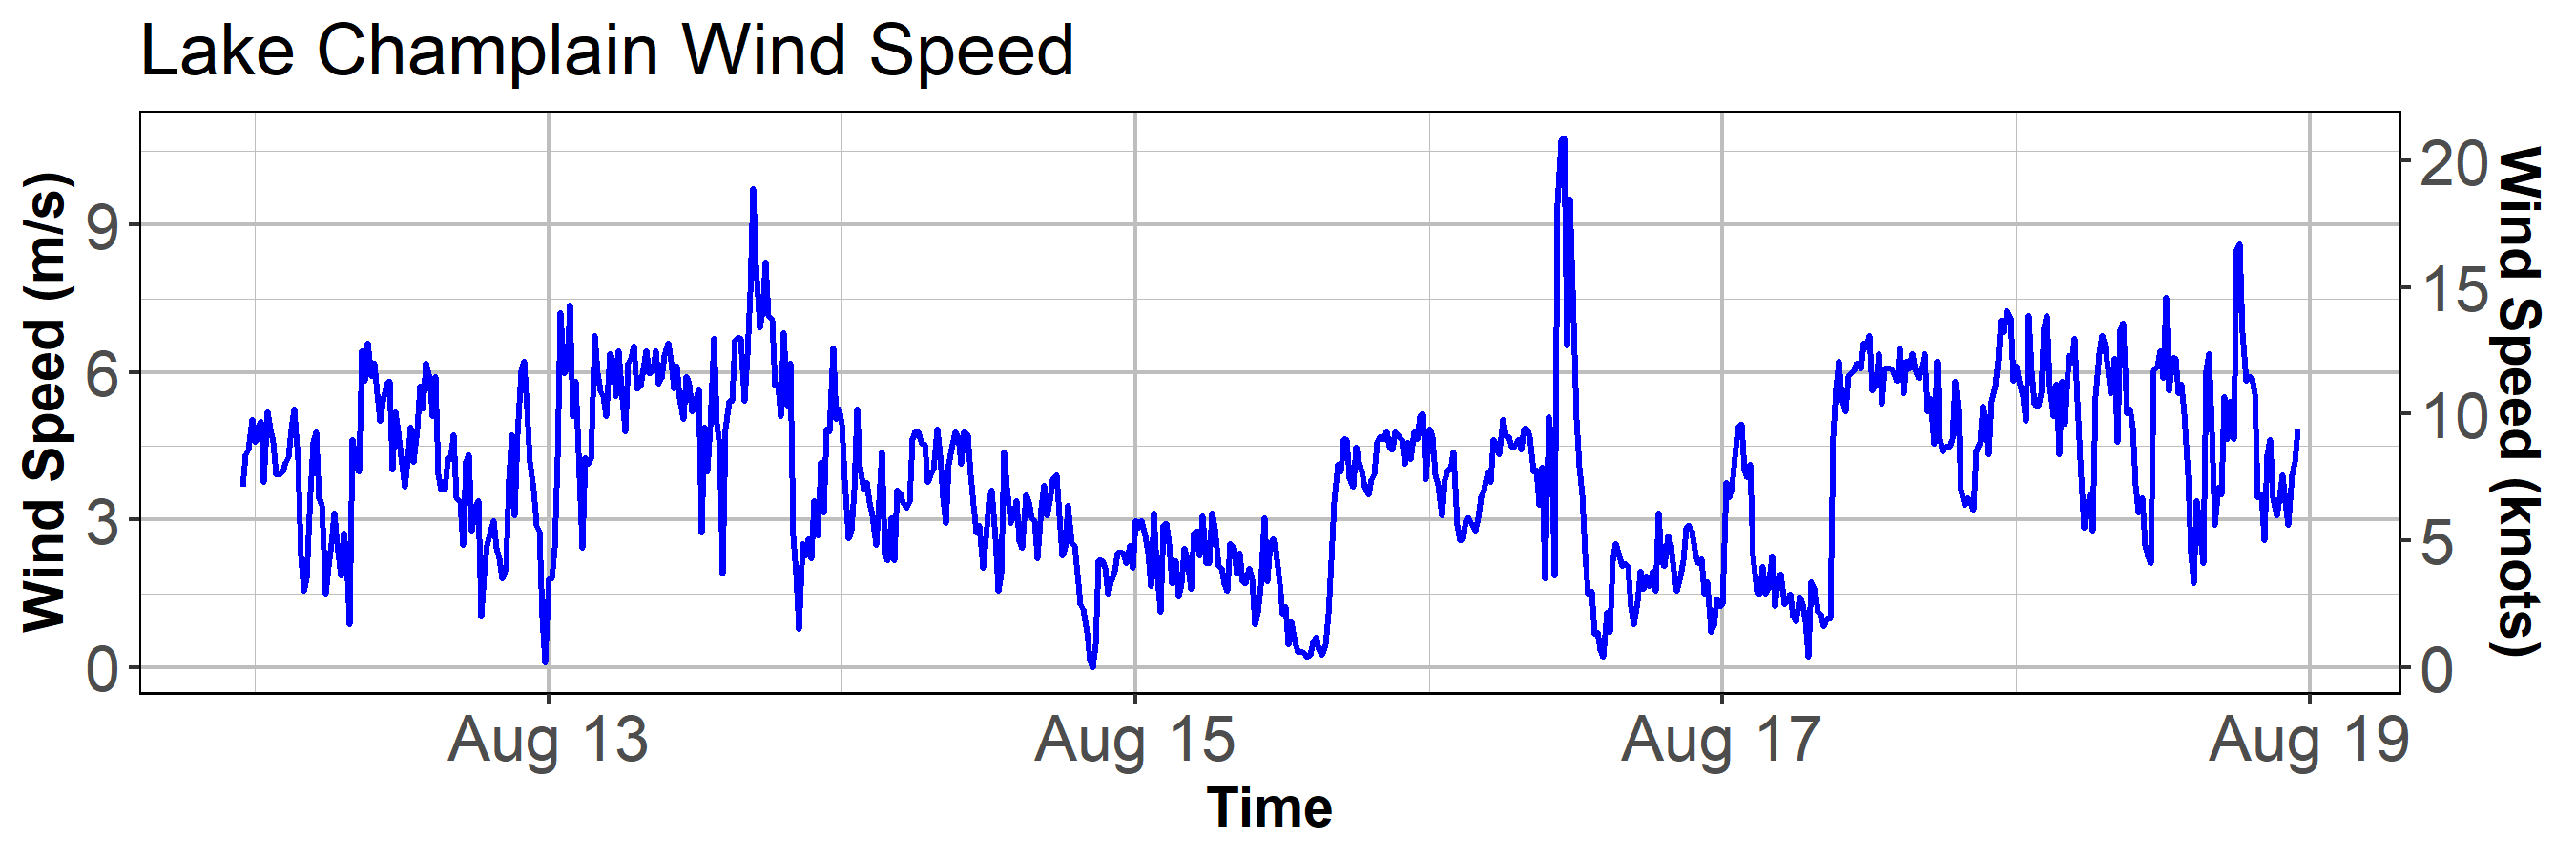 Lake Champlain Wind Speed
Wind Speed (m/s)
9
6
3
0
20
15
10
5
0
Wind Speed (knots)
Aug 13
Aug 15
Aug 17
Aug 19
Time